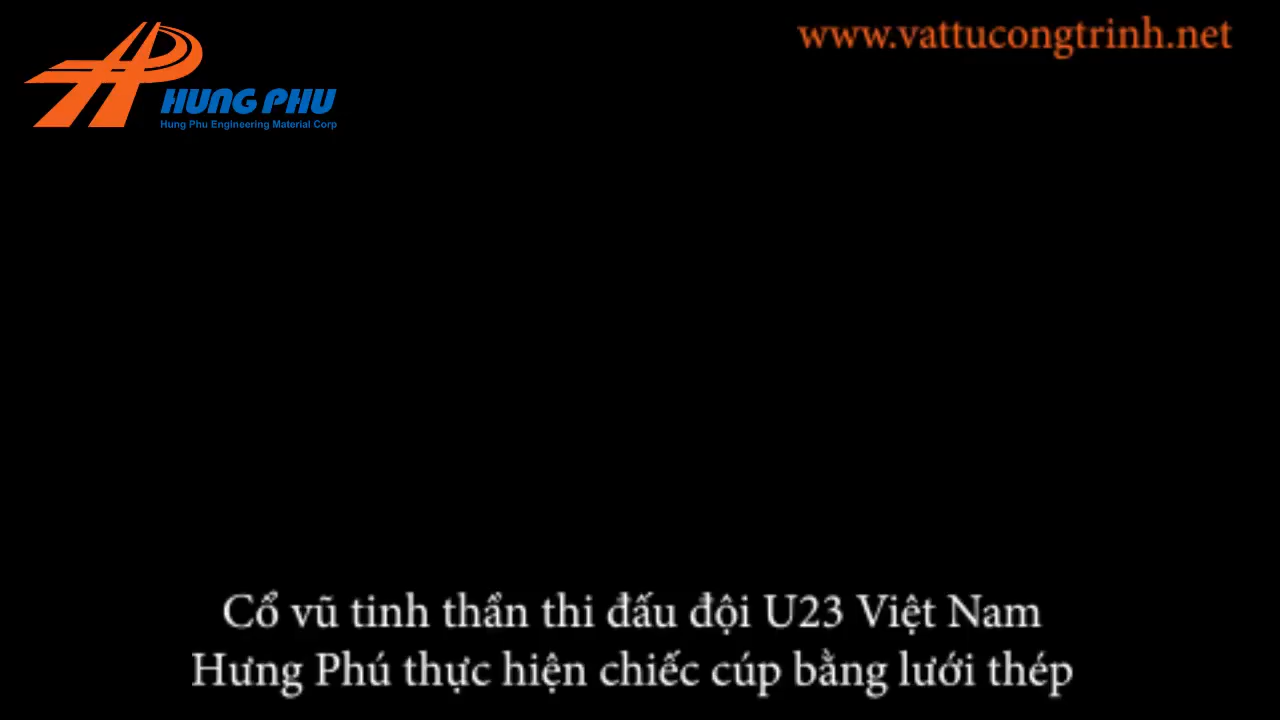 www.vattucongtrinh.net
HUNG PHU
Hung Phu Engineering Material Corp
Cổ vũ tinh thần thi đấu đội U23 Việt Nam
Hưng Phú thực hiện chiếc cúp bằng lưới thép